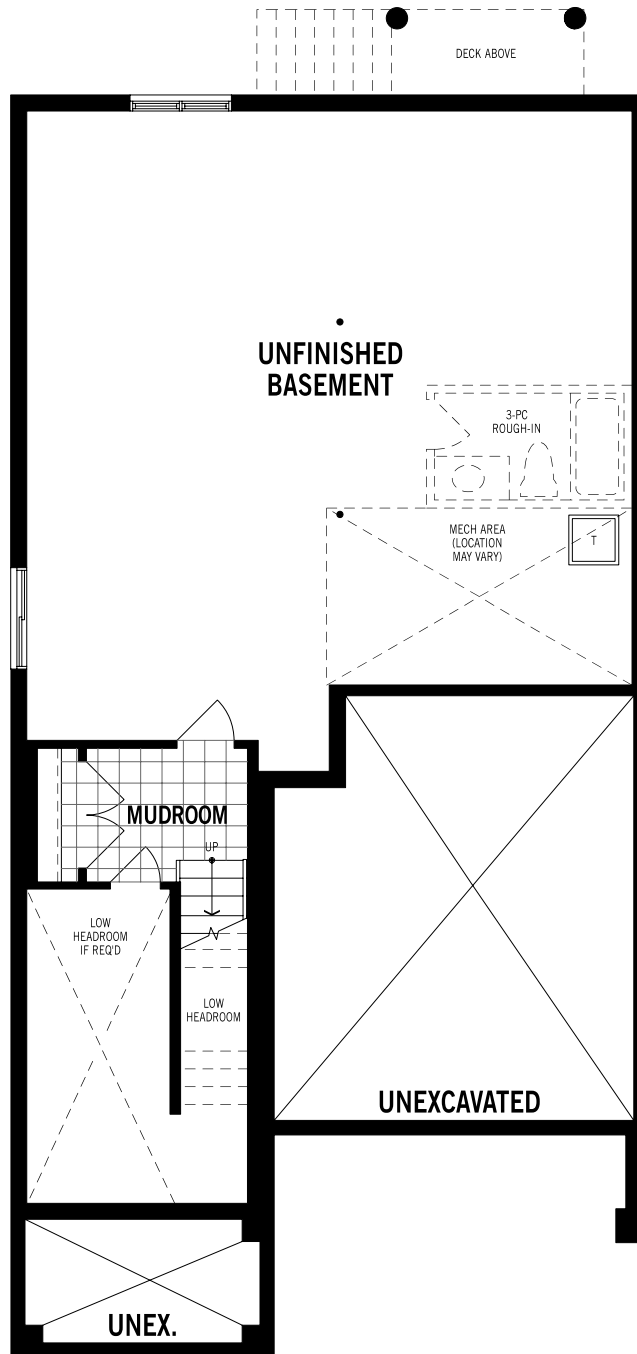 DECK ABOVE
UNFINISHED
BASEMENT
3-PC
ROUGH-IN
MECH AREA
(LOCATION
MAY VARY)
T
MUDROOM
UP
LOW
HEADROOM
IF REQ'D
LOW
HEADROOM
UNEXCAVATED
UNEX.